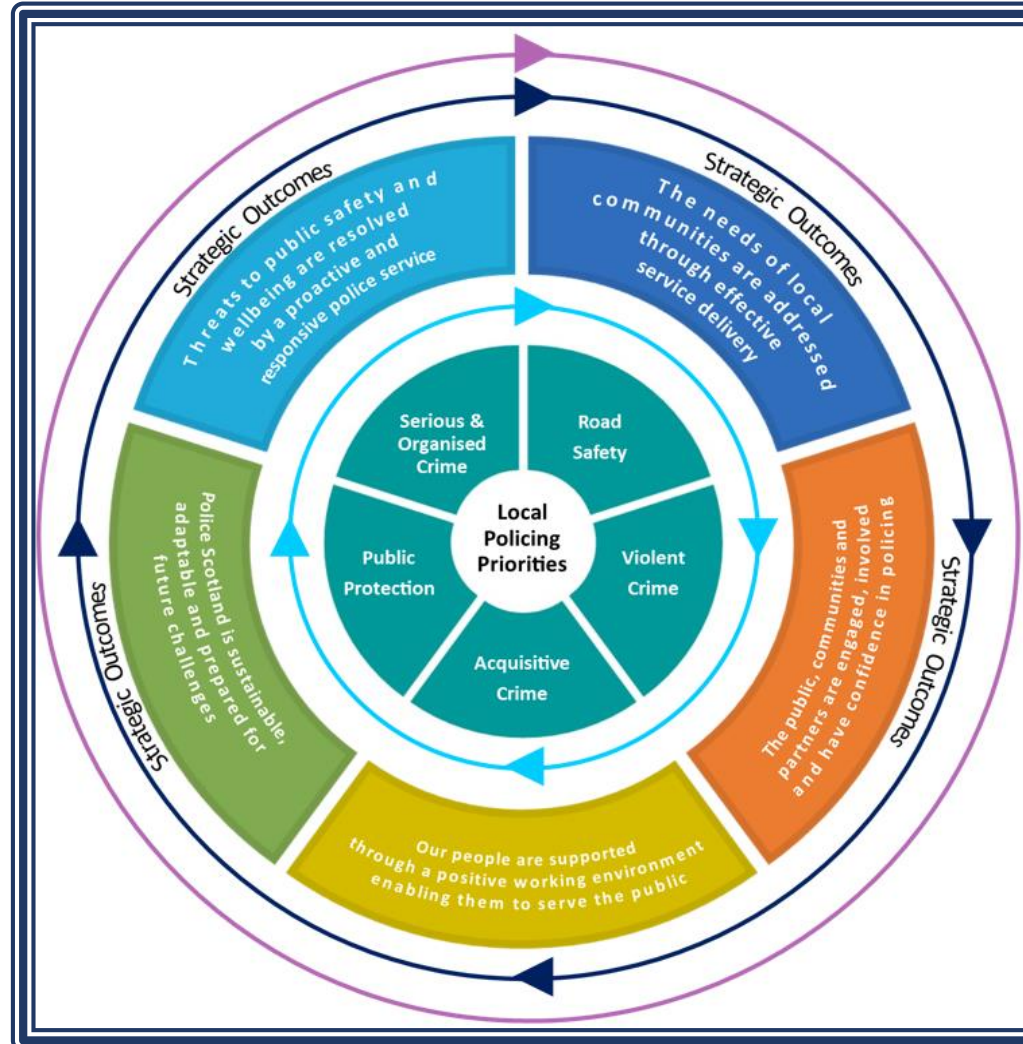 Strategic Outcomes
Threats to public safety and
wellbeing are resolved
by a proactive and
responsive police service
Strategic Outcomes
The needs of local
communities are addressed
through effective
service delivery
Strategic Outcomes
The public, communities and
partners are engaged, involved
and have confidence in policing
Our people are supported
through a positive working environment
enabling them to serve the public
Strategic Outcomes
Police Scotland is sustainable,
adaptable and prepared for
future challenges
Local
Policing
Priorities
Serious &
Organised
Crime
Road
Safety
Violent
Crime
Acquisitive
Crime
Public
Protection